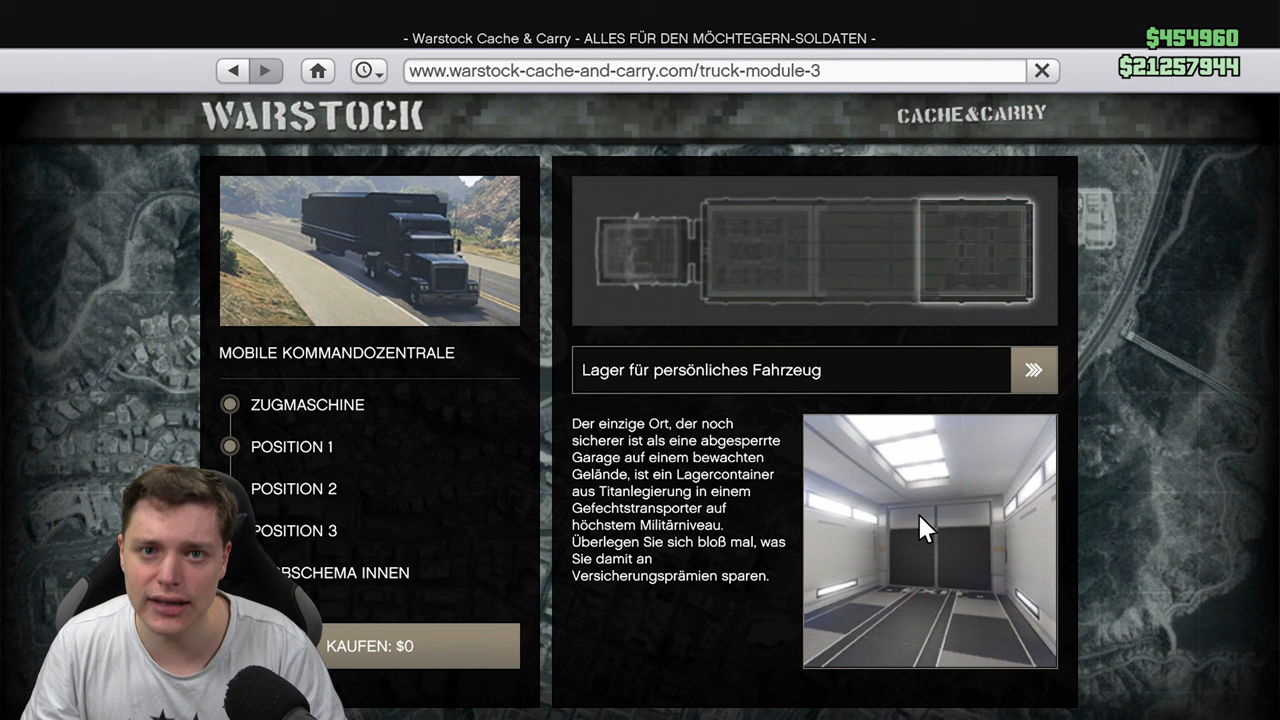 - Warstock Cache & Carry - ALLES FÜR DEN MÖCHTEGERN-SOLDATEN -
$454960
$21257944
www.warstock-cache-and-carry.com/truck-module-3
WARSTOCK
CACHE&CARRY
MOBILE KOMMANDOZENTRALE
ZUGMASCHINE
POSITION 1
POSITION 2
POSITION 3
INNEN
KAUFEN: $0
Lager für persönliches Fahrzeug
Der einzige Ort, der noch
sicherer ist als eine abgesperrte
Garage auf einem bewachten
Gelände, ist ein Lagercontainer
aus Titanlegierung in einem
Gefechtstransporter auf
höchstem Militärniveau.
Überlegen Sie sich bloß mal, was
Sie damit an
Versicherungsprämien sparen.